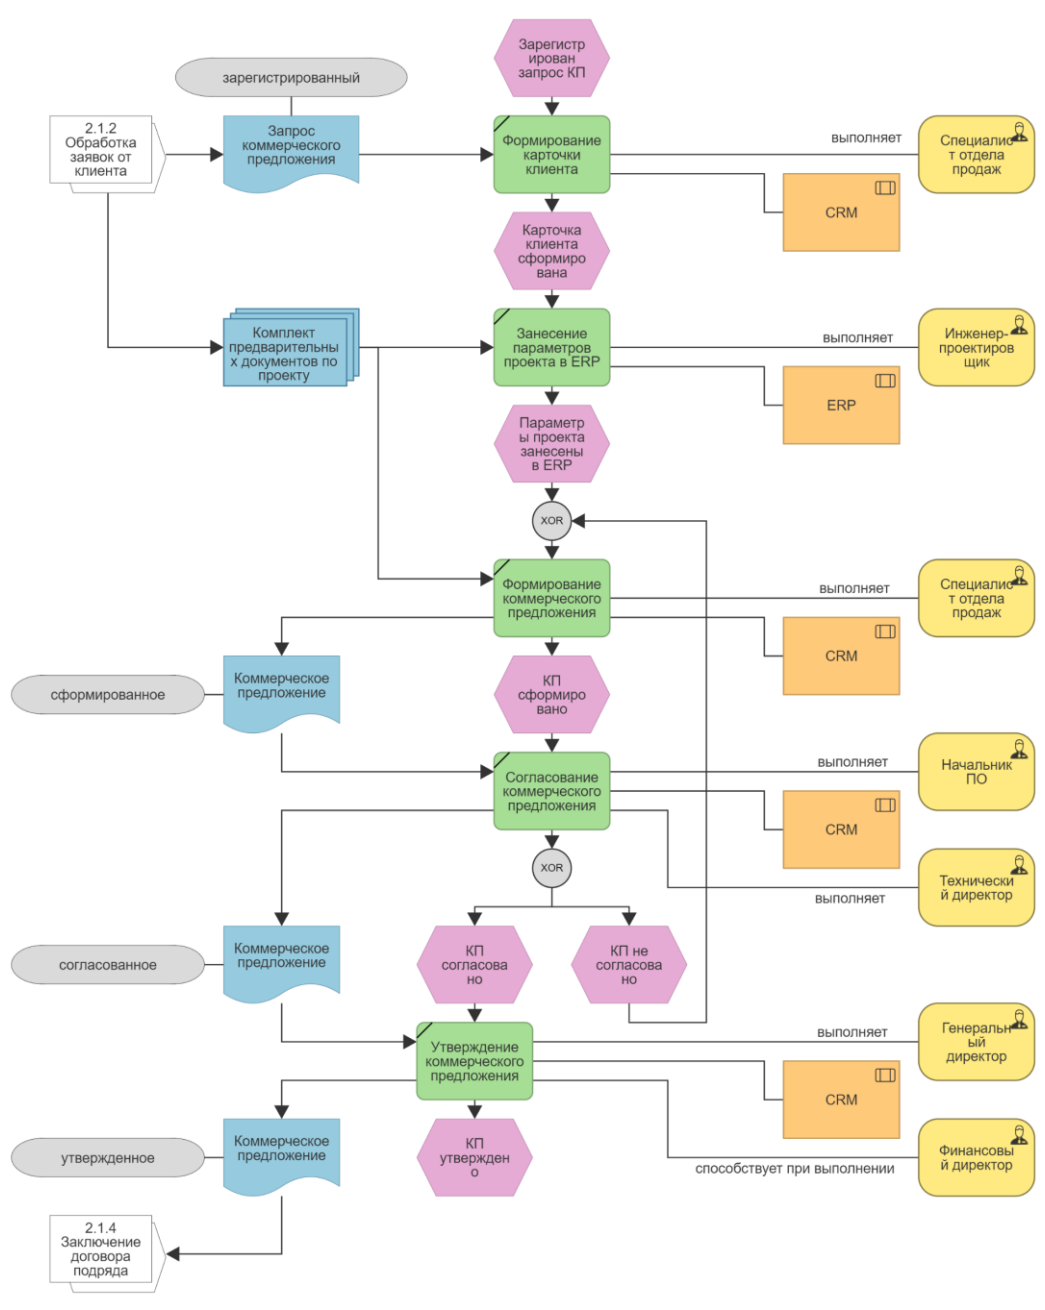 Зарегистр
ирован
запрос КП
зарегистрированный
2.1.2
Обработка
заявок от
клиента
Запрос
коммерческого
предложения
Формирование
карточки
клиента
выполняет
Специалис
т отдела
продаж
CRM
Карточка
клиента
сформиро
вана
Комплект
предварительны
х документов по
проекту
Занесение
параметров
проекта в ERP
выполняет
Инженер-
проектиров
щик
ERP
Параметр
ы проекта
занесены
в ERP
XOR
Формирование
коммерческого
предложения
выполняет
Специалис
т отдела
продаж
CRM
сформированное
Коммерческое
предложение
КП
сформиро
вано
Согласование
коммерческого
предложения
выполняет
Начальник
ПО
CRM
XOR
выполняет
Технически
й директор
согласованное
Коммерческое
предложение
КП
согласова
но
КП не
согласова
но
Утверждение
коммерческого
предложения
выполняет
Генеральн
ый
директор
CRM
утвержденное
Коммерческое
предложение
КП
утвержден
о
способствует при выполнении
Финансовы
й директор
2.1.4
Заключение
договора
подряда